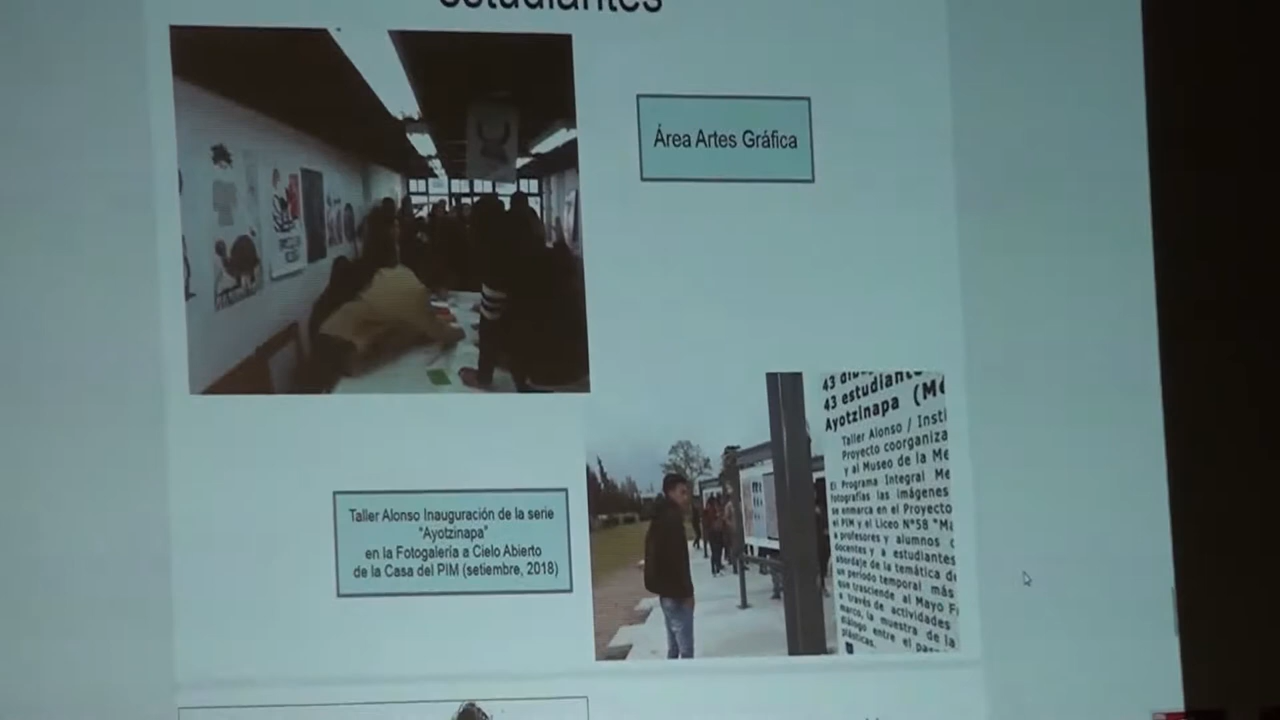 estudiantes
Área Artes Gráfica
Taller Alonso Inauguración de la serie
"Ayotzinapa"
en la Fotogalería a Cielo Abierto
de la Casa del PIM (setiembre, 2018)
43
43 estudiant
Ayotzinapa (Mé
Taller Alonso / Insti
Proyecto coorganiza
y al Museo de la Me
El Programa Integral Me
fotografías las imágenes
se enmarca en el Proyecto
el PIM y el Liceo N°58 "Ma
a profesores y alumnos
docentes y a estudiantes
abordaje de la temática de
un período temporal más
que trasciende al Mayo F
a través de actividades
marco, la muestra de la
diálogo entre el
plásticas.